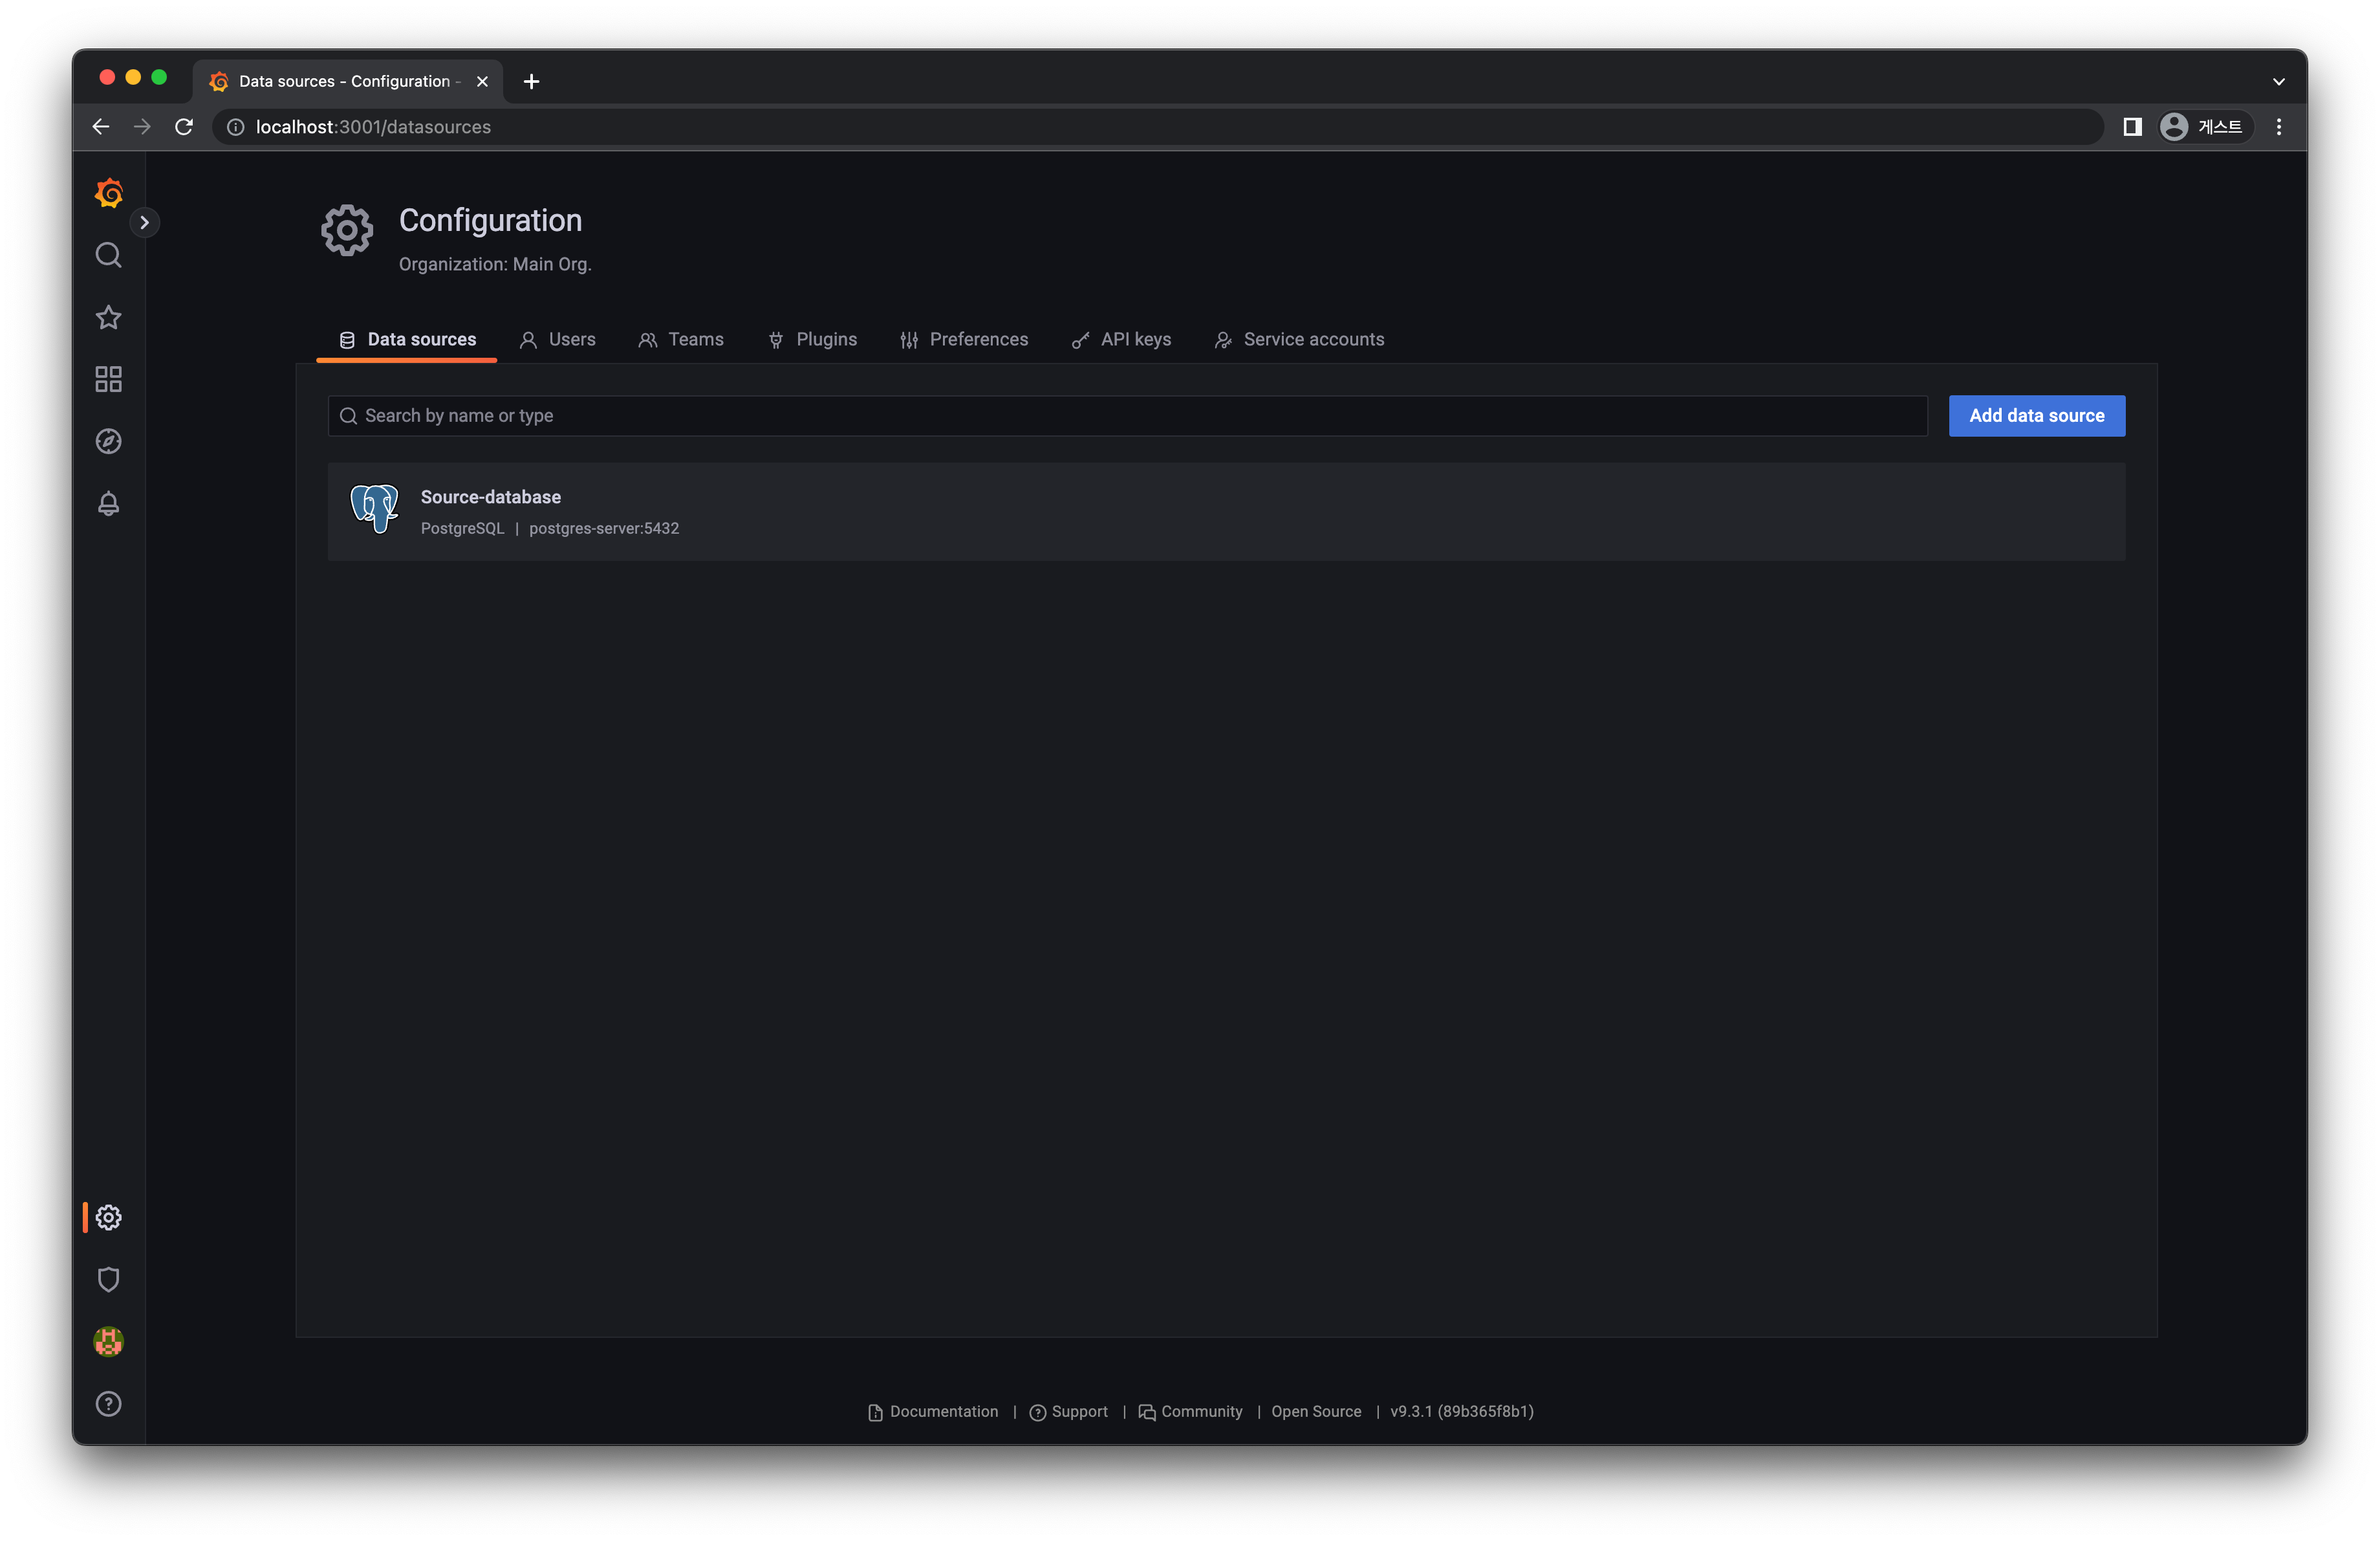 Data sources - Configuration -
localhost:3001/datasources
게스트
Configuration
Organization: Main Org.
Data sources Users Teams Plugins Preferences API keys Service accounts
Search by name or type Add data source
Source-database
PostgreSQL | postgres-server:5432
Documentation | Support | Community | Open Source | v9.3.1 (89b365f8b1)